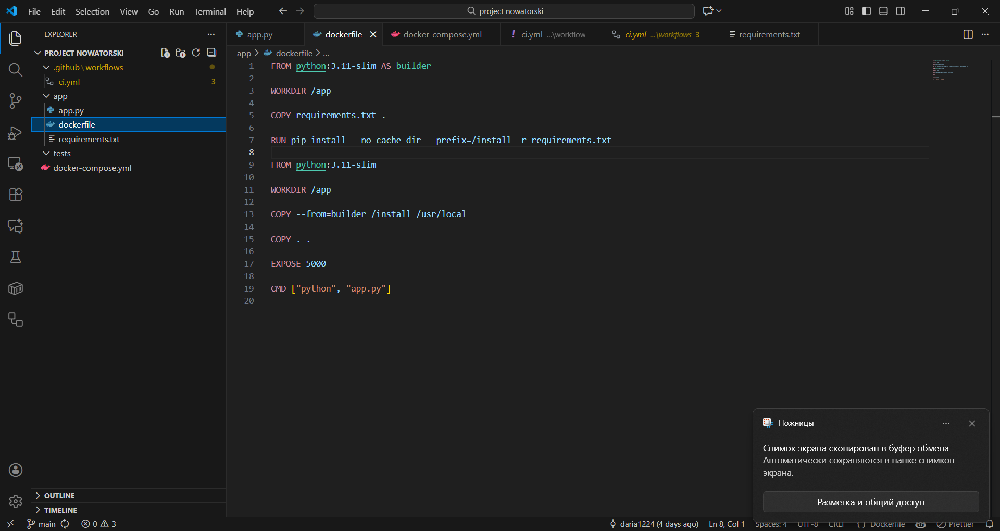 File Edit Selection View Go Run Terminal Help
project nowatorski
EXPLORER
PROJECT NOWATORSKI
.github\workflows
ci.yml 3
app
app.py
dockerfile
requirements.txt
tests
docker-compose.yml
OUTLINE
TIMELINE
app.py
dockerfile
docker-compose.yml
! ci.yml ...\workflow
ci.yml ...\workflows 3
requirements.txt
app > dockerfile > ...
1 FROM python:3.11-slim AS builder
2
3 WORKDIR /app
4
5 COPY requirements.txt .
6
7 RUN pip install --no-cache-dir --prefix=/install -r requirements.txt
8
9 FROM python:3.11-slim
10
11 WORKDIR /app
12
13 COPY --from=builder /install /usr/local
14
15 COPY . .
16
17 EXPOSE 5000
18
19 CMD ["python", "app.py"]
20
Ножницы
Снимок экрана скопирован в буфер обмена
Автоматически сохраняются в папке снимков
экрана.
Разметка и общий доступ
main 0 3 daria1224 (4 days ago) Ln 8, Col 1 Spaces: 4 UTF-8 CRLF { } Dockerfile Prettier